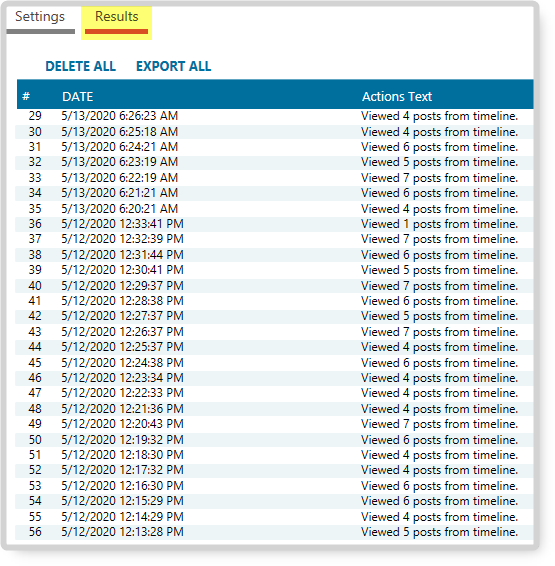 Settings Results
DELETE ALL EXPORT ALL
# DATE Actions Text
29 5/13/2020 6:26:23 AM Viewed 4 posts from timeline.
30 5/13/2020 6:25:18 AM Viewed 4 posts from timeline.
31 5/13/2020 6:24:21 AM Viewed 6 posts from timeline.
32 5/13/2020 6:23:19 AM Viewed 5 posts from timeline.
33 5/13/2020 6:22:19 AM Viewed 7 posts from timeline.
34 5/13/2020 6:21:21 AM Viewed 6 posts from timeline.
35 5/13/2020 6:20:21 AM Viewed 4 posts from timeline.
36 5/12/2020 12:33:41 PM Viewed 1 posts from timeline.
37 5/12/2020 12:32:39 PM Viewed 7 posts from timeline.
38 5/12/2020 12:31:44 PM Viewed 6 posts from timeline.
39 5/12/2020 12:30:41 PM Viewed 5 posts from timeline.
40 5/12/2020 12:29:37 PM Viewed 7 posts from timeline.
41 5/12/2020 12:28:38 PM Viewed 6 posts from timeline.
42 5/12/2020 12:27:37 PM Viewed 5 posts from timeline.
43 5/12/2020 12:26:37 PM Viewed 7 posts from timeline.
44 5/12/2020 12:25:37 PM Viewed 4 posts from timeline.
45 5/12/2020 12:24:38 PM Viewed 6 posts from timeline.
46 5/12/2020 12:23:34 PM Viewed 4 posts from timeline.
47 5/12/2020 12:22:33 PM Viewed 4 posts from timeline.
48 5/12/2020 12:21:36 PM Viewed 4 posts from timeline.
49 5/12/2020 12:20:43 PM Viewed 7 posts from timeline.
50 5/12/2020 12:19:32 PM Viewed 6 posts from timeline.
51 5/12/2020 12:18:30 PM Viewed 4 posts from timeline.
52 5/12/2020 12:17:32 PM Viewed 4 posts from timeline.
53 5/12/2020 12:16:30 PM Viewed 6 posts from timeline.
54 5/12/2020 12:15:29 PM Viewed 6 posts from timeline.
55 5/12/2020 12:14:29 PM Viewed 4 posts from timeline.
56 5/12/2020 12:13:28 PM Viewed 5 posts from timeline.